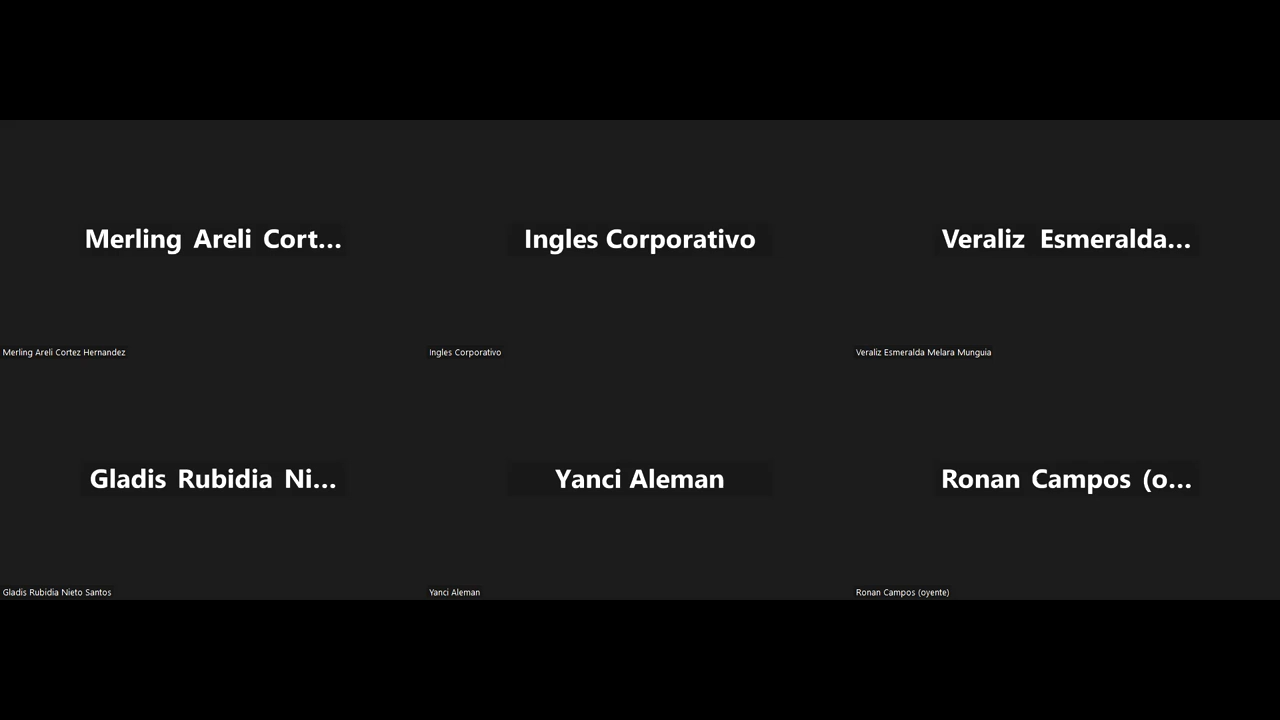 Merling Areli Cort...
Ingles Corporativo
Veraliz Esmeralda...
Merling Areli Cortez Hernandez
Ingles Corporativo
Veraliz Esmeralda Melara Munguia
Gladis Rubidia Ni...
Yanci Aleman
Ronan Campos (o...
Gladis Rubidia Nieto Santos
Yanci Aleman
Ronan Campos (oyente)